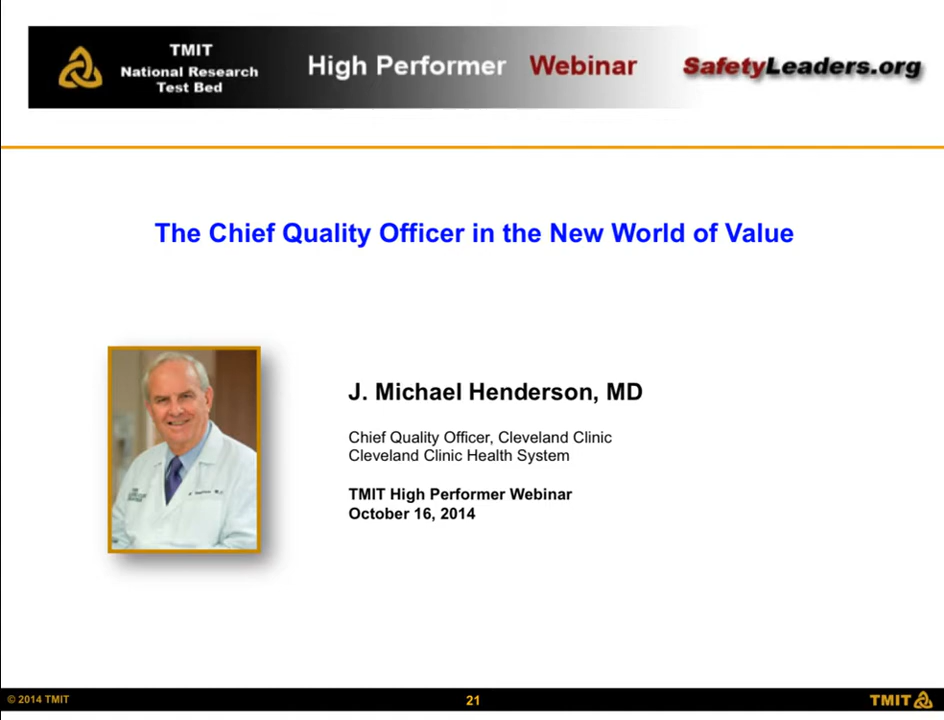 TMIT
National Research
Test Bed
High Performer Webinar
SafetyLeaders.org
The Chief Quality Officer in the New World of Value
J. Michael Henderson, MD
Chief Quality Officer, Cleveland Clinic
Cleveland Clinic Health System
TMIT High Performer Webinar
October 16, 2014
© 2014 TMIT
21
TMIT